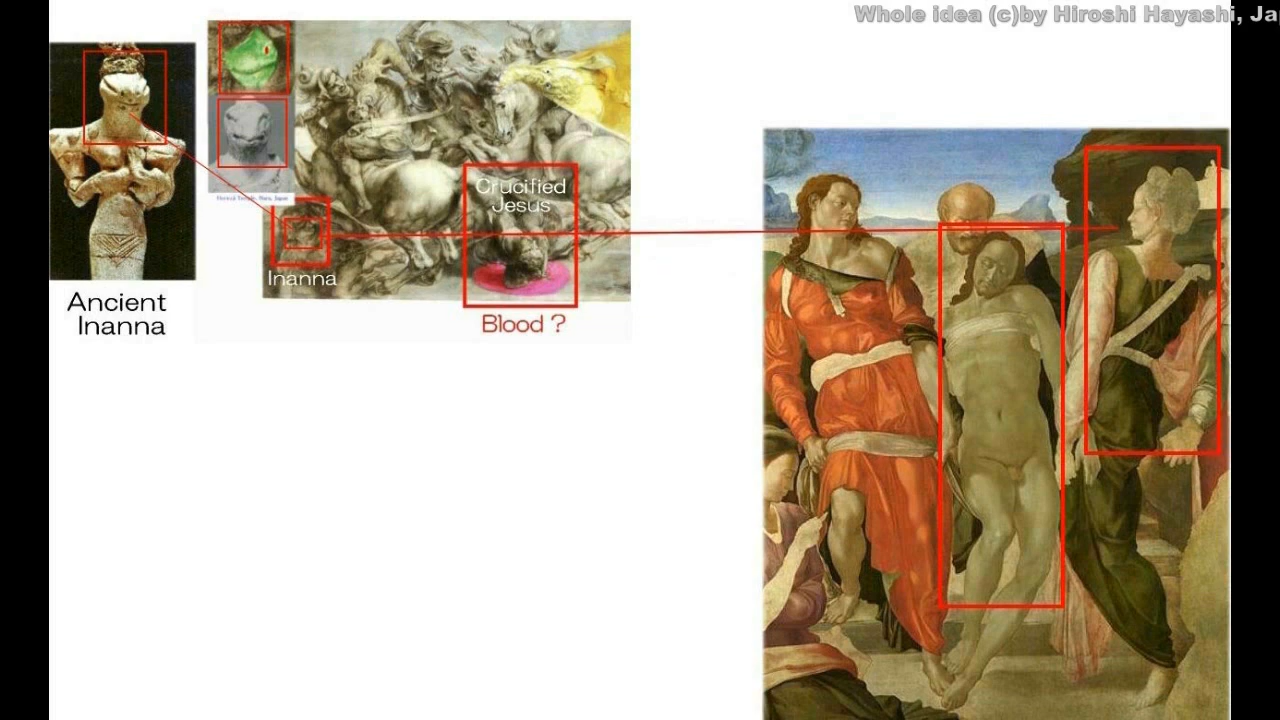 Whole idea (c)by Hiroshi Hayashi, Ja
Crucified
Jesus
Inanna
Ancient
Inanna
Blood ?